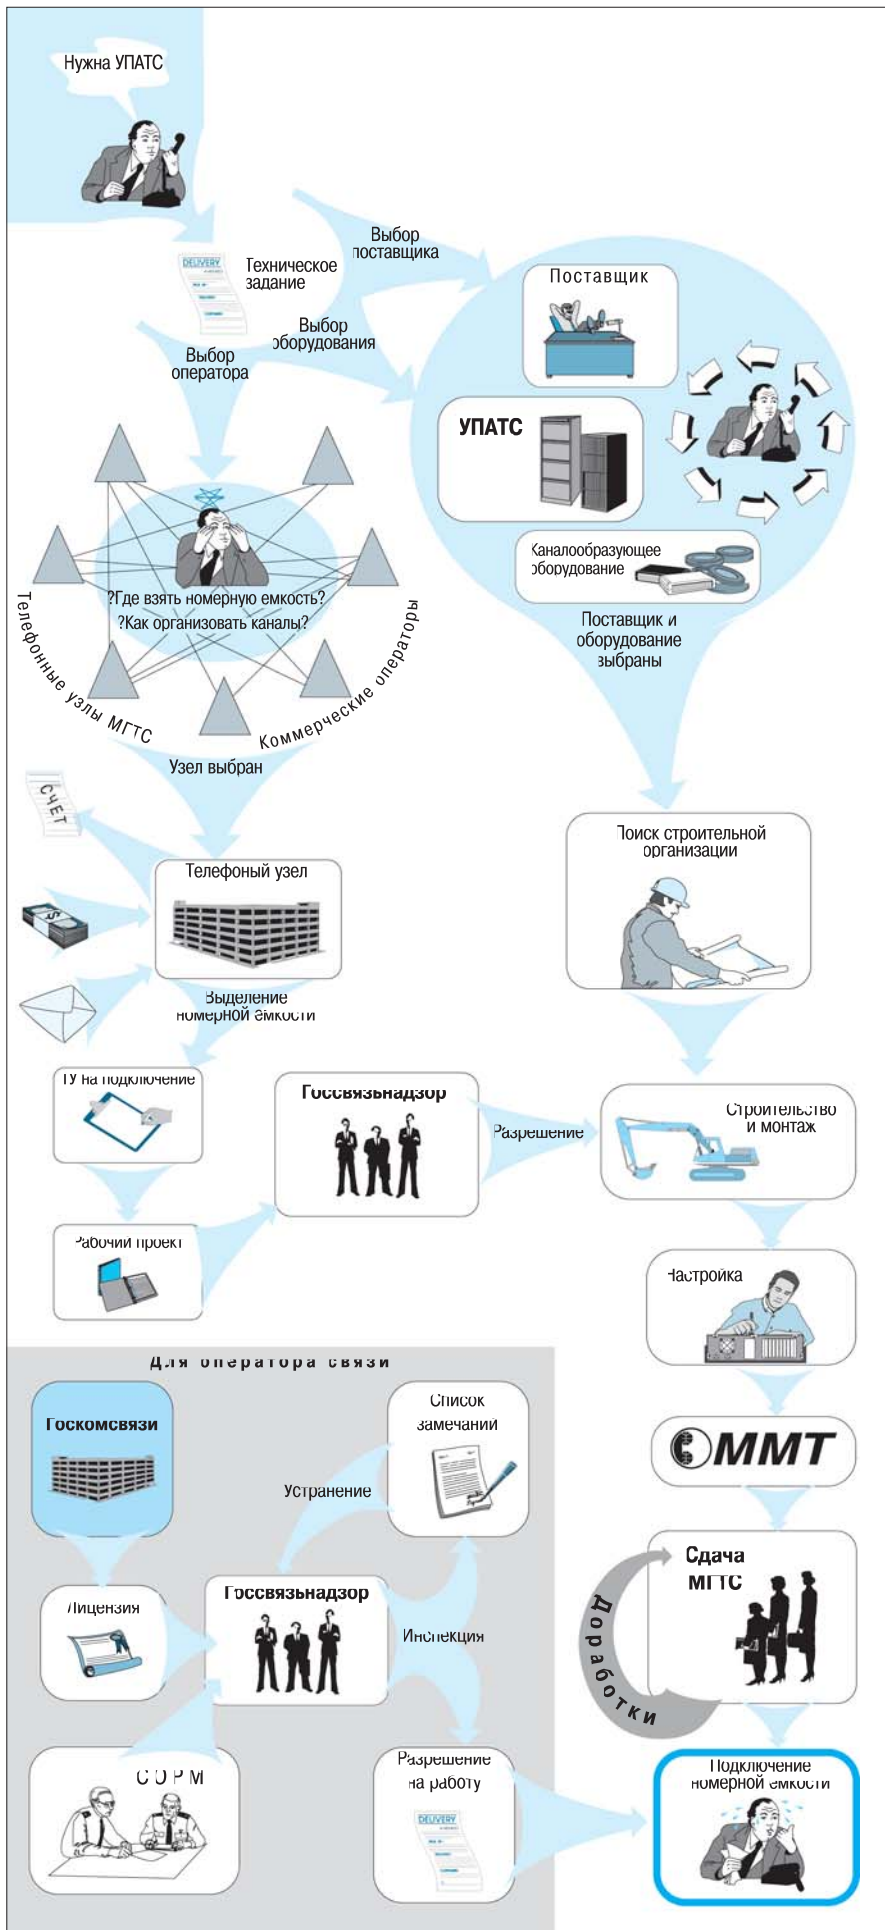 Нужна УПАТС
DELIVERY
Техническое
задание
Выбор
поставщика
Выбор
оборудования
Выбор
оператора
Поставщик
УПАТС
Каналообразующее
оборудование
Поставщик и
оборудование
выбраны
?Где взять номерную емкость?
?Как организовать каналы?
Телефонные узлы МГТС
Коммерческие операторы
Узел выбран
СЧЕТ
Телефоный узел
$
Выделение
номерной емкости
Поиск строительной
организации
ТУ на подключение
Госсвязьнадзор
Разрешение
Строительство
и монтаж
Рабочий проект
Настройка
ММТ
Сдача
МГТС
Доработки
Подключение
номерной емкости
Для оператора связи
Госкомсвязи
Список
замечаний
Устранение
Лицензия
Госсвязьнадзор
Инспекция
СОРМ
Разрешение
на работу
DELIVERY